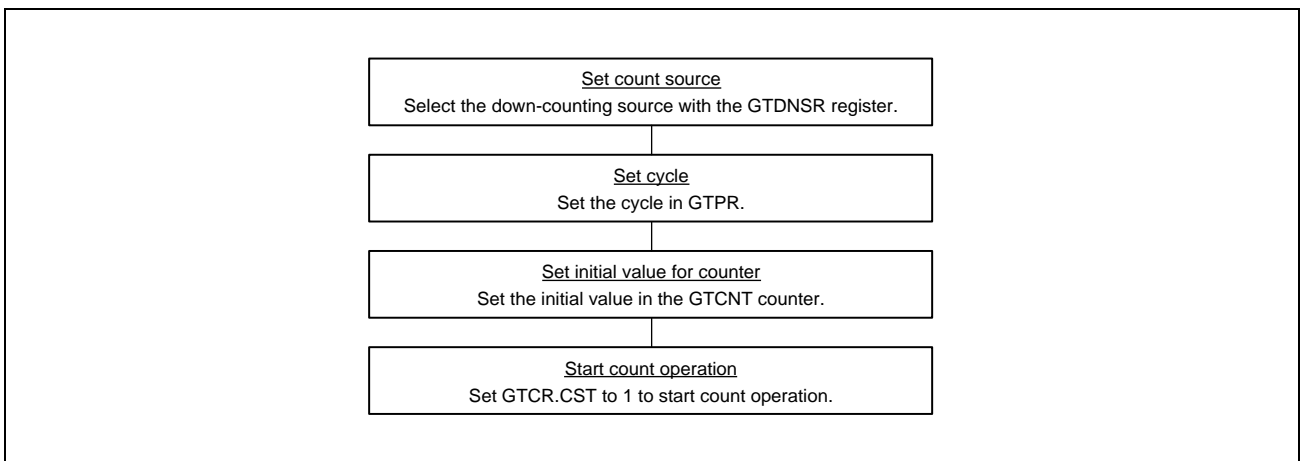 Set count source
Select the down-counting source with the GTDNSR register.
Set cycle
Set the cycle in GTPR.
Set initial value for counter
Set the initial value in the GTCNT counter.
Start count operation
Set GTCR.CST to 1 to start count operation.